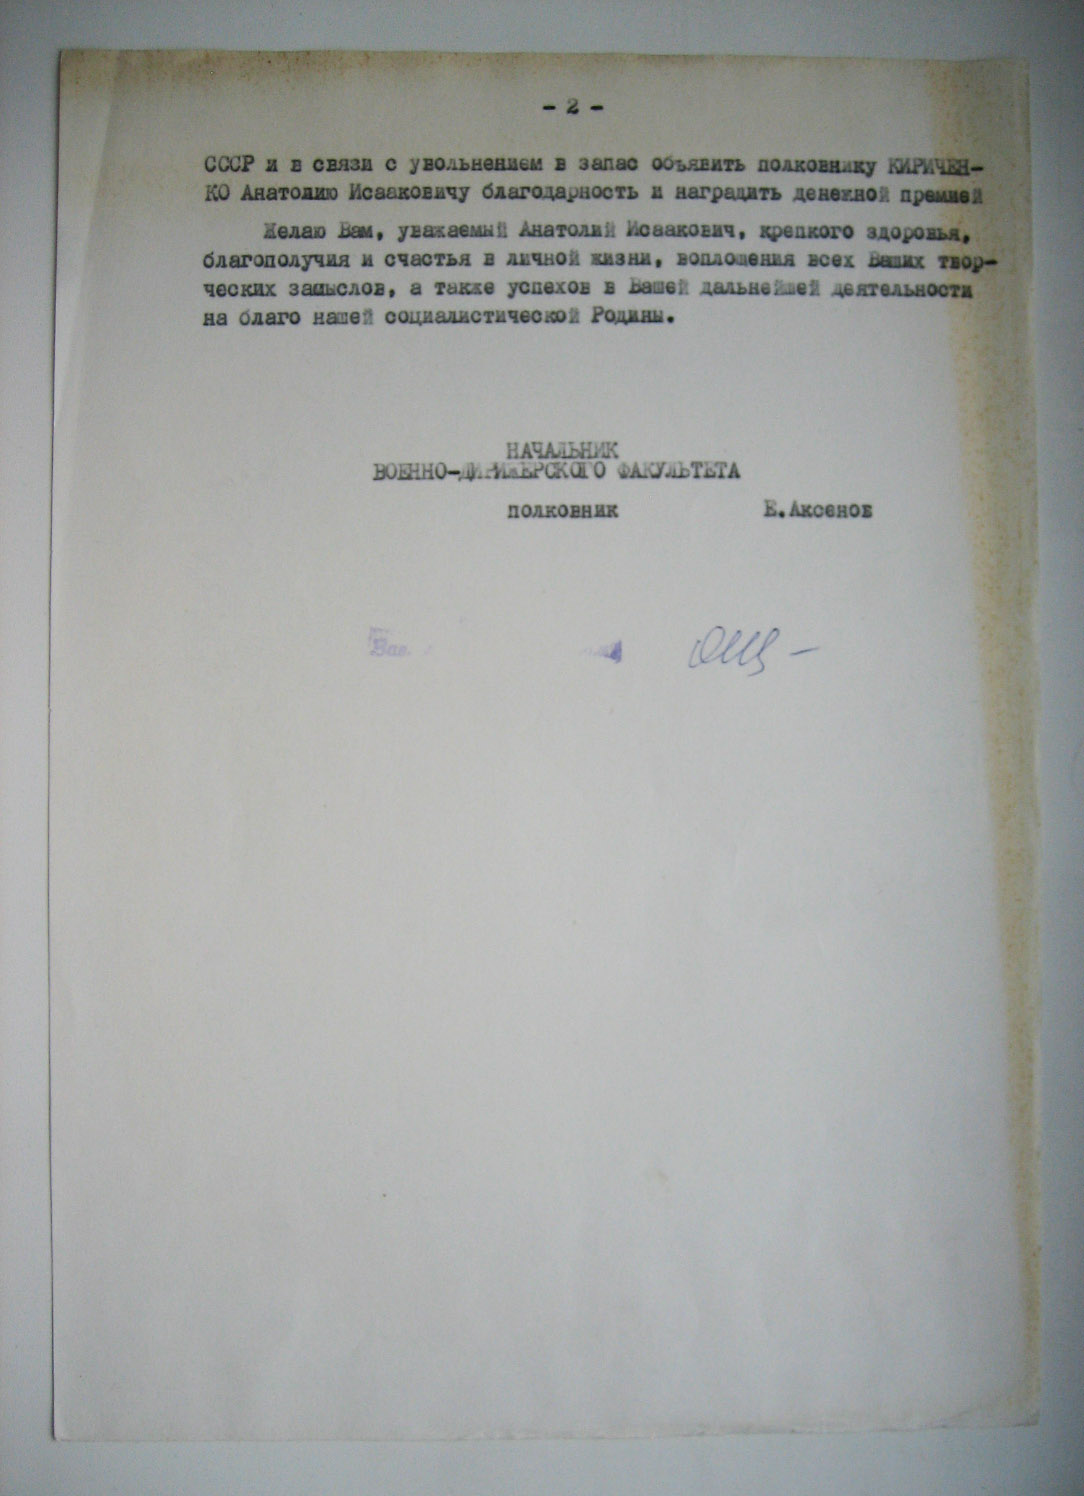 - 2 -
СССР и в связи с увольнением в запас объявить полковнику КИРИЧЕН-
КО Анатолию Исааковичу благодарность и наградить денежной премией
Желаю Вам, уважаемый Анатолий Исаакович, крепкого здоровья,
благополучия и счастья в личной жизни, воплощения всех Ваших твор-
ческих замыслов, а также успехов в Вашей дальнейшей деятельности
на благо нашей социалистической Родины.
НАЧАЛЬНИК
ВОЕННО-ДИРИЖЕРСКОГО ФАКУЛЬТЕТА
полковник Е.Аксенов